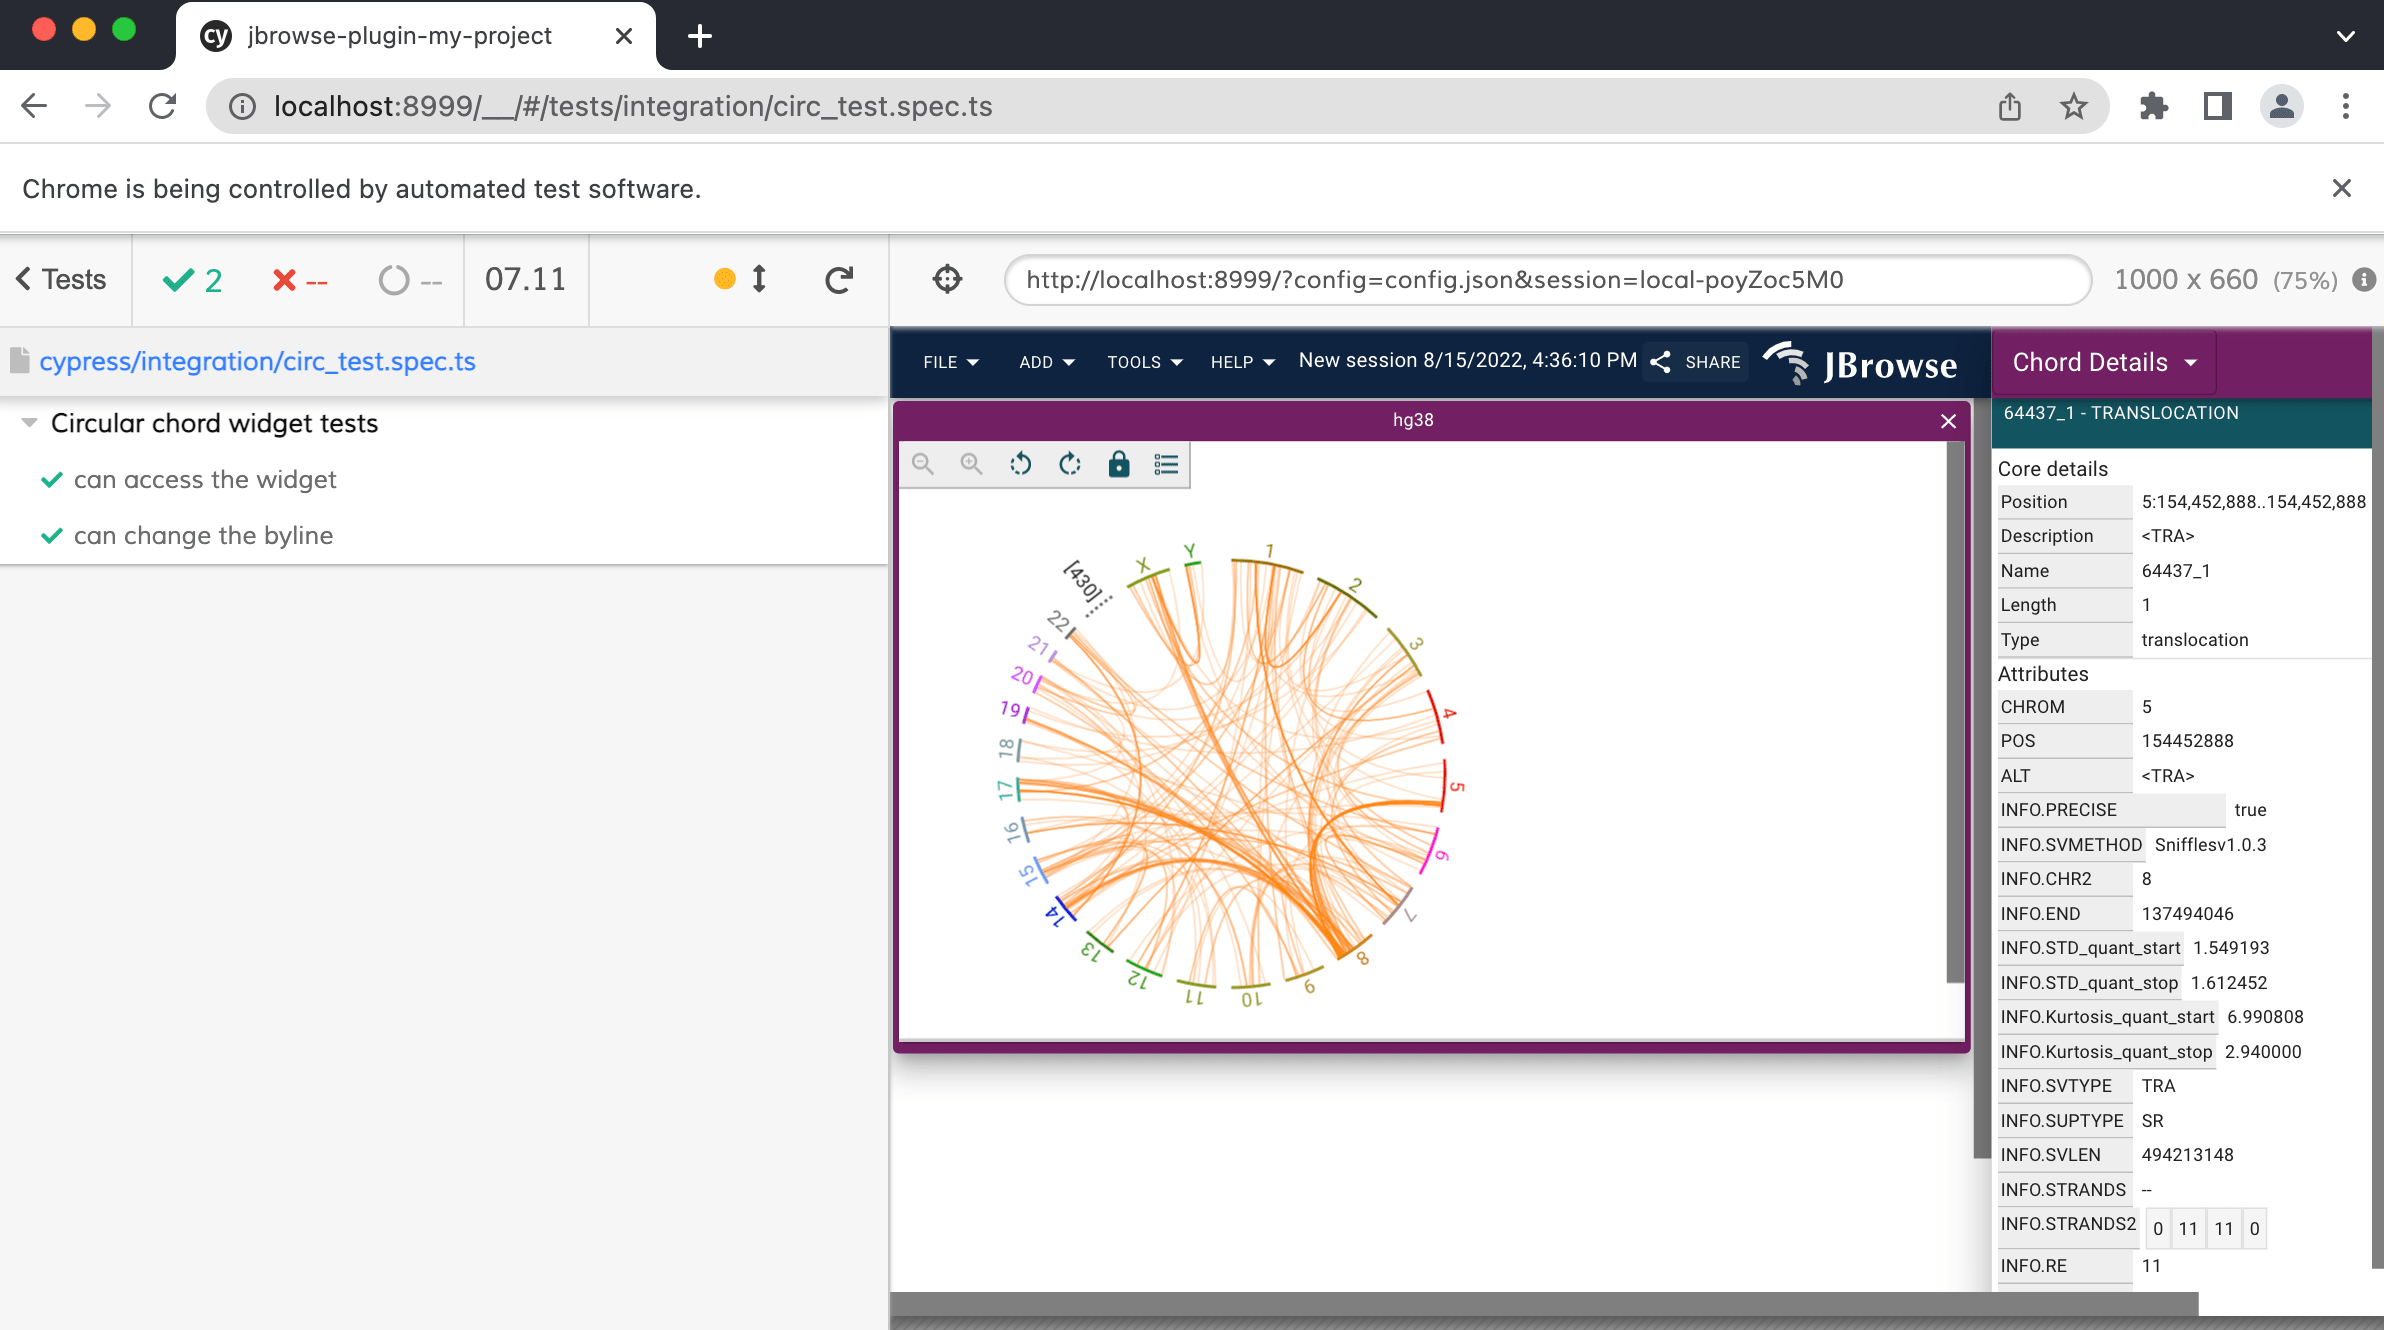 cy jbrowse-plugin-my-project
localhost:8999/__/#/tests/integration/circ_test.spec.ts
Chrome is being controlled by automated test software.
Tests 2 -- -- 07.11
http://localhost:8999/?config=config.json&session=local-poyZoc5M0 1000 x 660 (75%)
cypress/integration/circ_test.spec.ts
Circular chord widget tests
can access the widget
can change the byline
FILE ADD TOOLS HELP New session 8/15/2022, 4:36:10 PM SHARE JBrowse
hg38
X
Y
1
2
3
4
5
6
7
8
9
10
11
12
13
14
15
16
17
18
19
20
21
22
[430]...
Chord Details
64437_1 - TRANSLOCATION
Core details
Position 5:154,452,888..154,452,888
Description <TRA>
Name 64437_1
Length 1
Type translocation
Attributes
CHROM 5
POS 154452888
ALT <TRA>
INFO.PRECISE true
INFO.SVMETHOD Snifflesv1.0.3
INFO.CHR2 8
INFO.END 137494046
INFO.STD_quant_start 1.549193
INFO.STD_quant_stop 1.612452
INFO.Kurtosis_quant_start 6.990808
INFO.Kurtosis_quant_stop 2.940000
INFO.SVTYPE TRA
INFO.SUPTYPE SR
INFO.SVLEN 494213148
INFO.STRANDS --
INFO.STRANDS2 0 11 11 0
INFO.RE 11